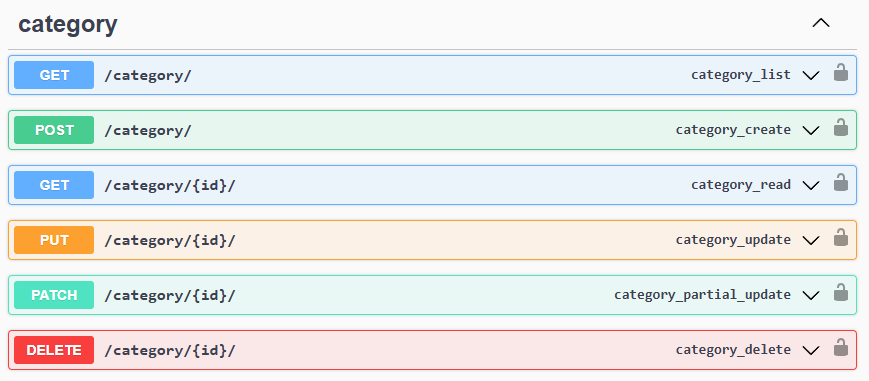 category
GET /category/ category_list
POST /category/ category_create
GET /category/{id}/ category_read
PUT /category/{id}/ category_update
PATCH /category/{id}/ category_partial_update
DELETE /category/{id}/ category_delete